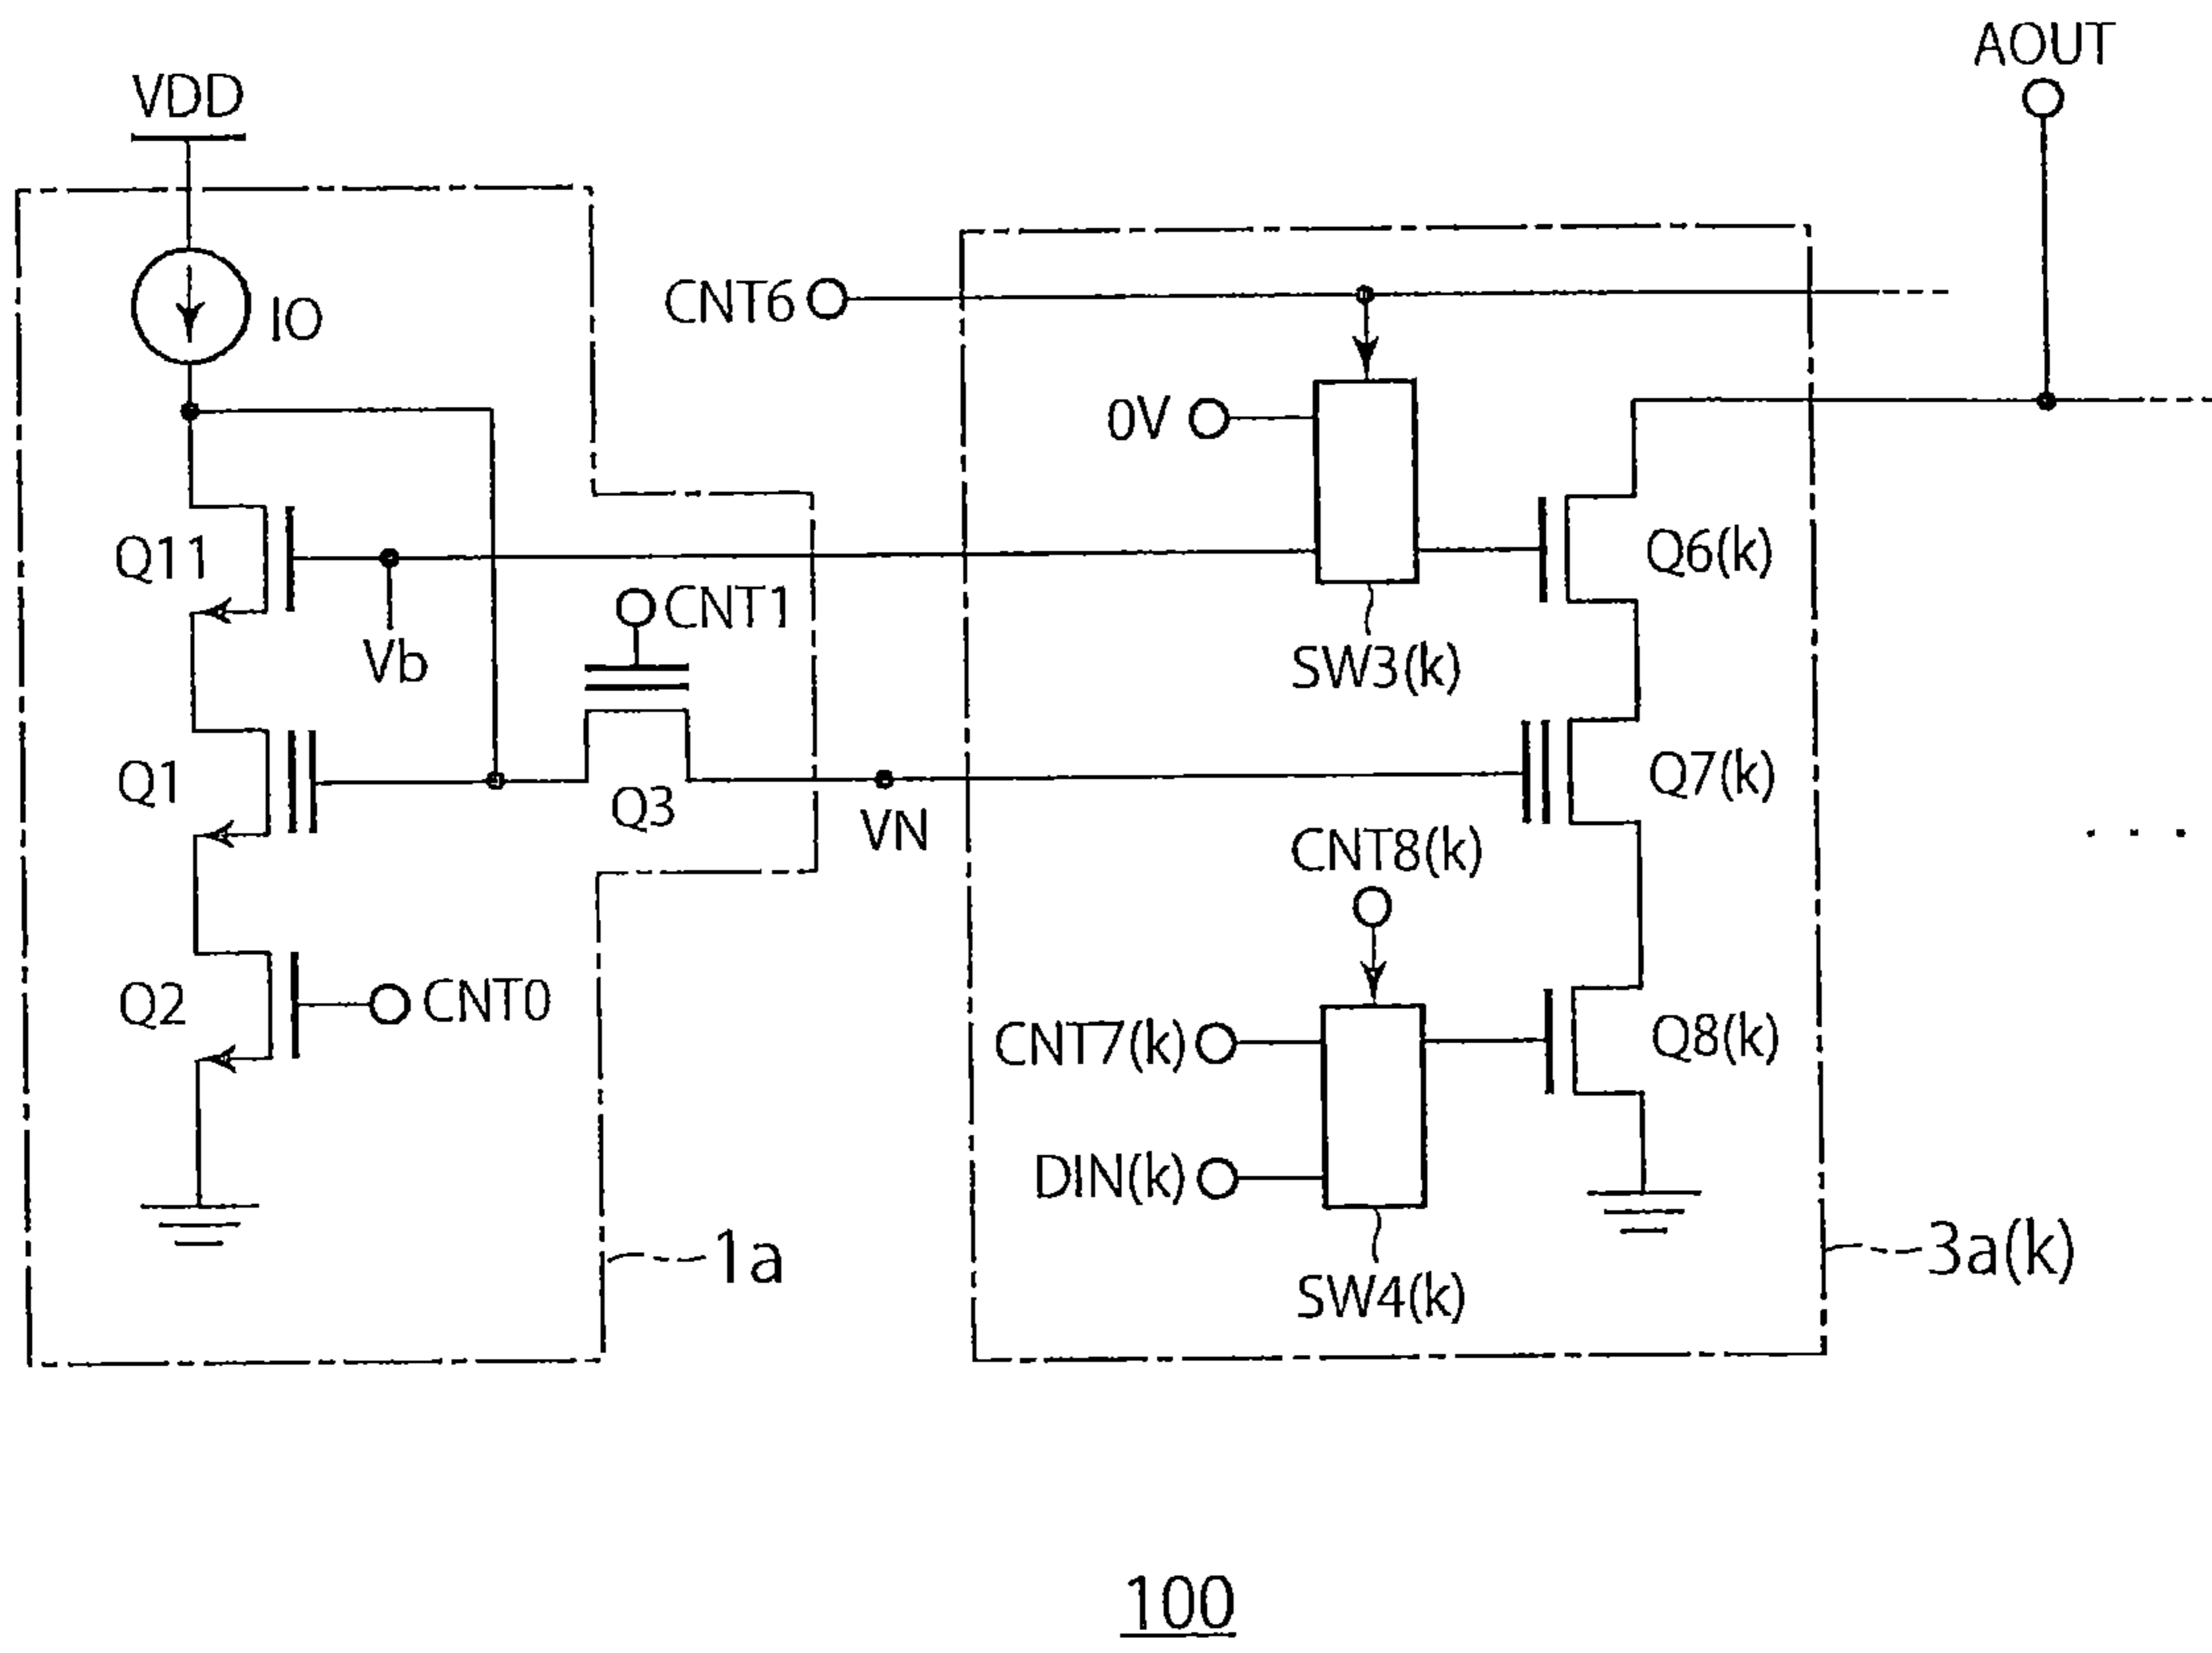 AOUT
VDD
IO
CNT6
0V
Q11
Q6(k)
CNT1
Vb
SW3(k)
Q1
Q3
VN
Q7(k)
CNT8(k)
. . .
Q2
CNT0
CNT7(k)
Q8(k)
DIN(k)
1a
3a(k)
SW4(k)
100